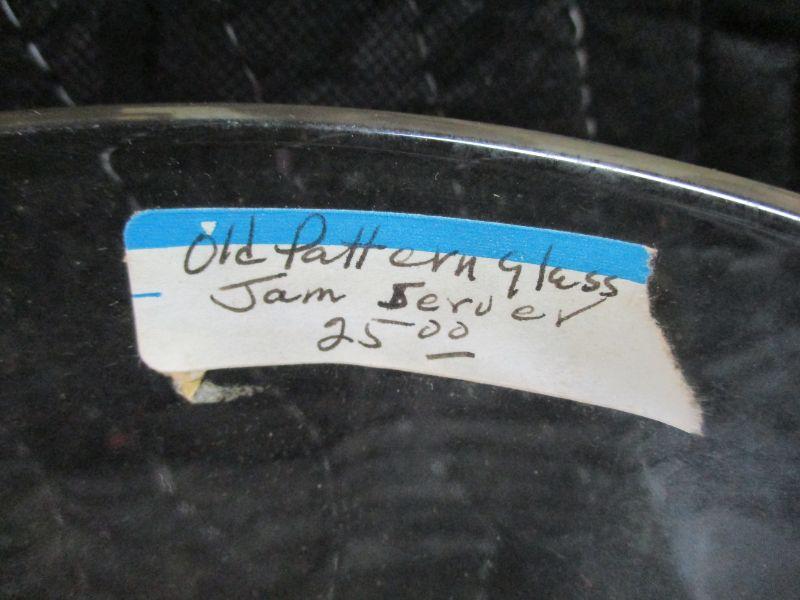 Old Pattern Glass
Jam Server
25 00